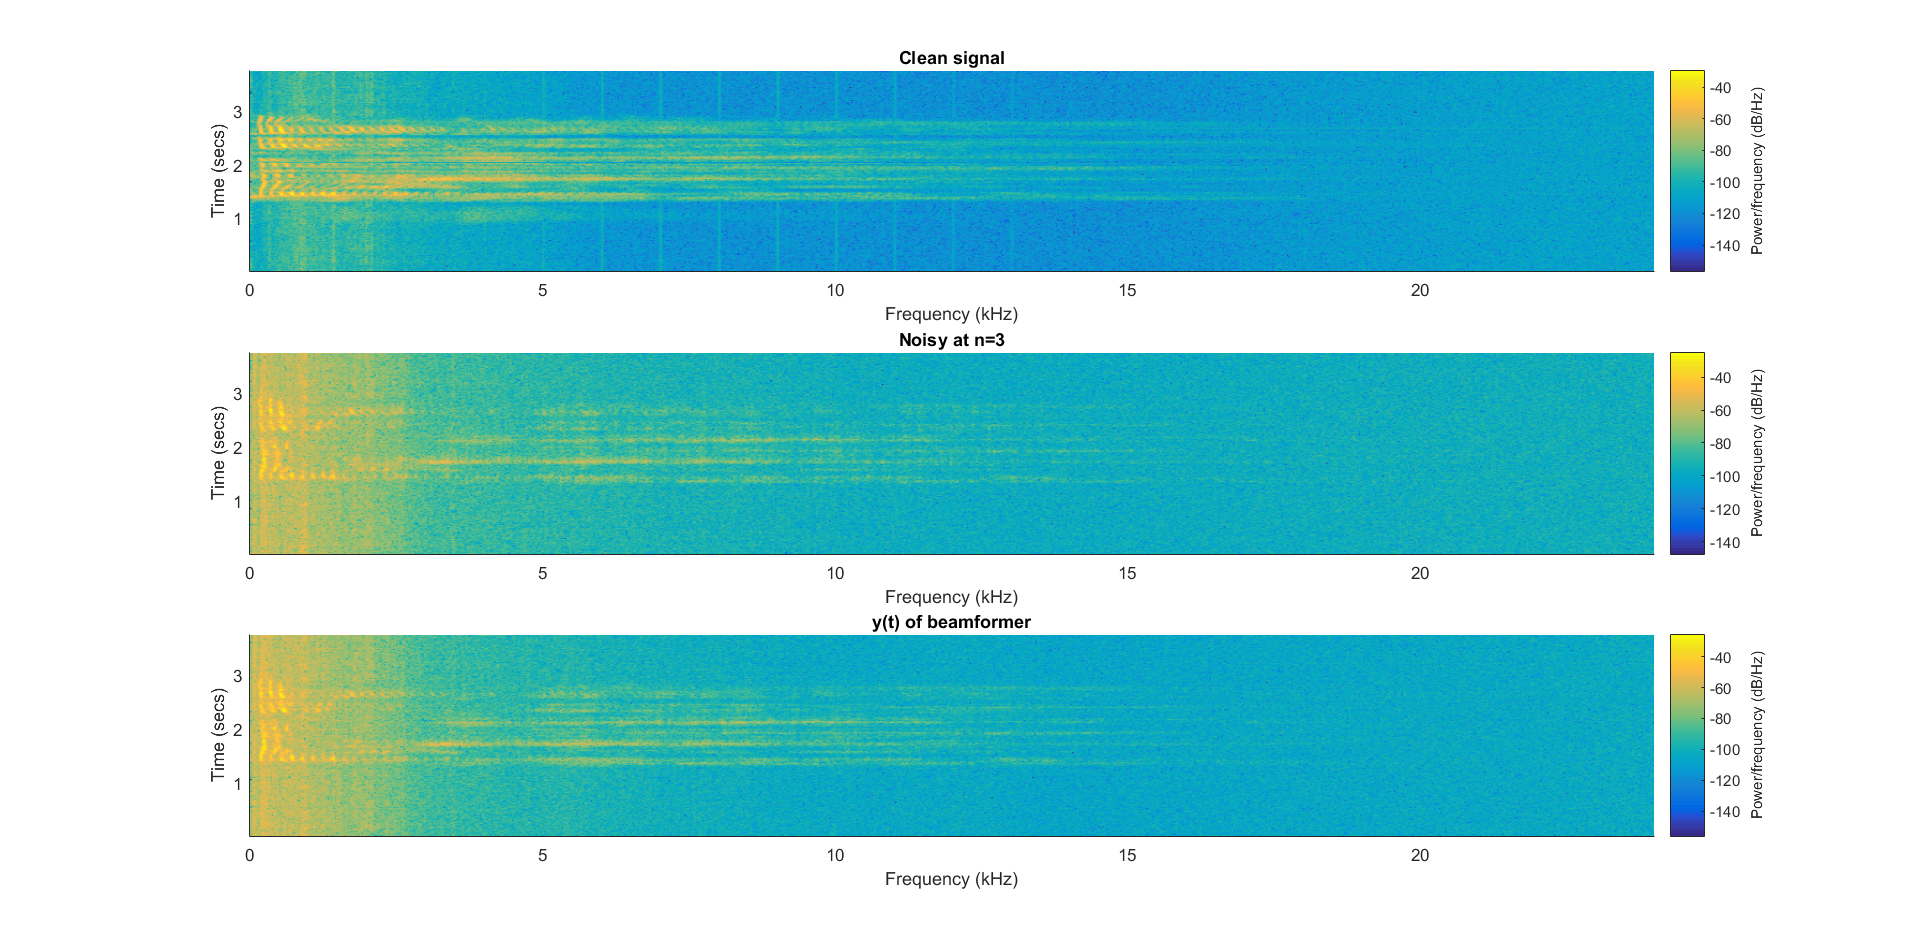 Clean signal
3
2
1
Time (secs)
0 5 10 15 20
Frequency (kHz)
-40
-60
-80
-100
-120
-140
Power/frequency (dB/Hz)
Noisy at n=3
3
2
1
Time (secs)
0 5 10 15 20
Frequency (kHz)
-40
-60
-80
-100
-120
-140
Power/frequency (dB/Hz)
y(t) of beamformer
3
2
1
Time (secs)
0 5 10 15 20
Frequency (kHz)
-40
-60
-80
-100
-120
-140
Power/frequency (dB/Hz)